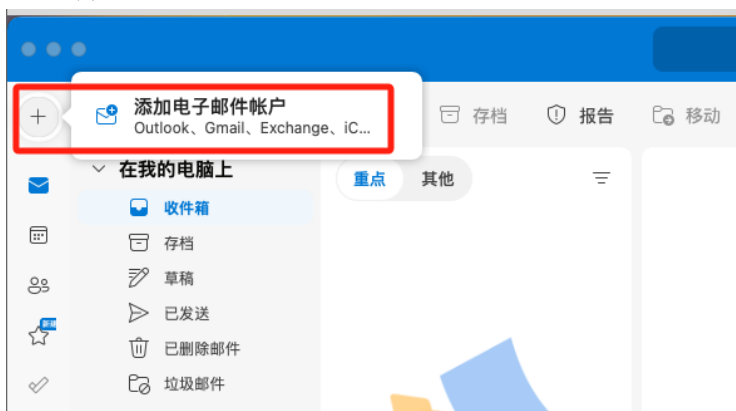 添加电子邮件帐户
Outlook、Gmail、Exchange、iC...
存档
报告
移动
在我的电脑上
重点
其他
收件箱
存档
草稿
已发送
新建
已删除邮件
垃圾邮件